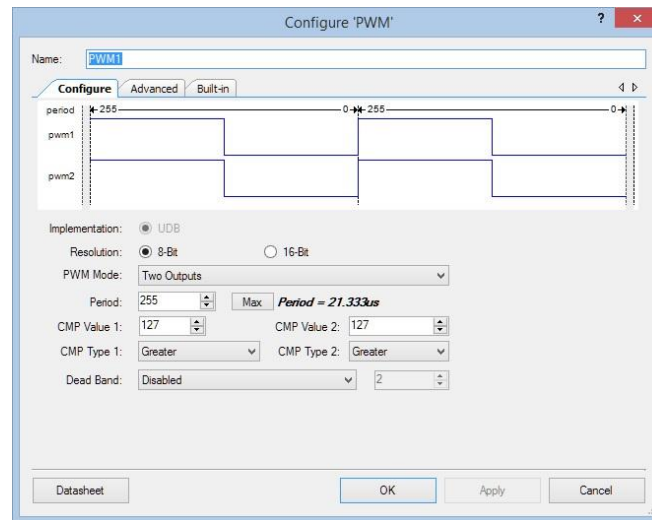 Configure 'PWM'
?
x
Name: PWM1
Configure Advanced Built-in
period 255 0 255 0
pwm1
pwm2
Implementation: UDB
Resolution: 8-Bit 16-Bit
PWM Mode: Two Outputs
Period: 255 Max Period = 21.333us
CMP Value 1: 127 CMP Value 2: 127
CMP Type 1: Greater CMP Type 2: Greater
Dead Band: Disabled 2
Datasheet OK Apply Cancel